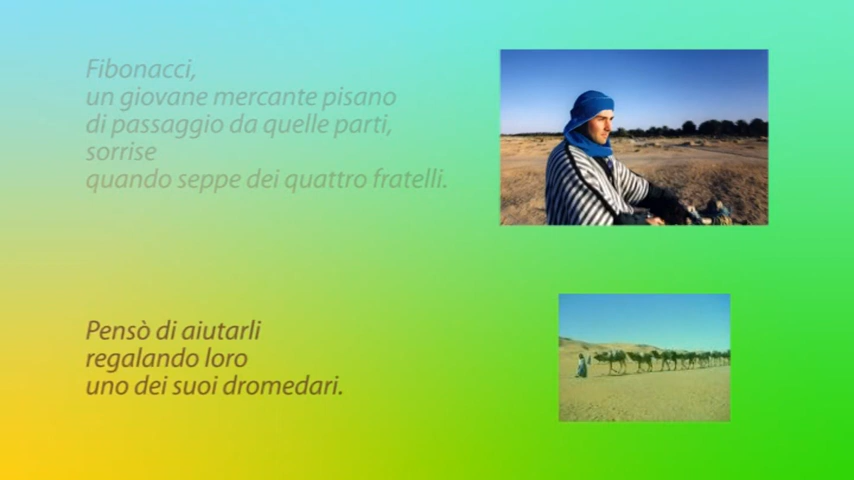 Fibonacci,
un giovane mercante pisano
di passaggio da quelle parti,
sorrise
quando seppe dei quattro fratelli.
Pensò di aiutarli
regalando loro
uno dei suoi dromedari.